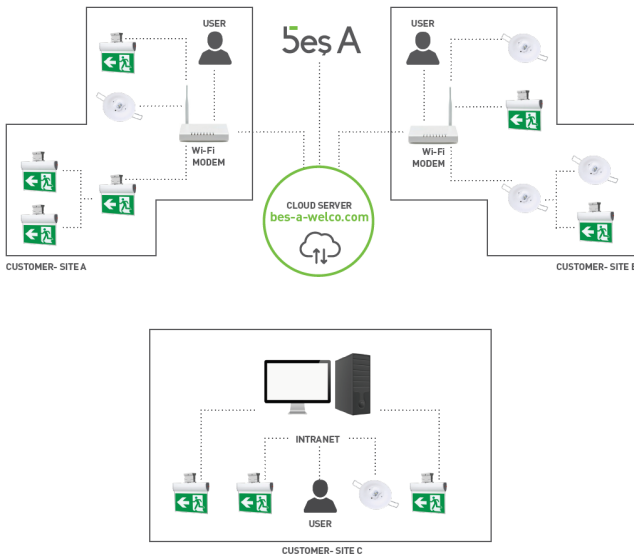 USER
Wi-Fi
MODEM
CUSTOMER- SITE A
5eş A
CLOUD SERVER
bes-a-welco.com
USER
Wi-Fi
MODEM
CUSTOMER- SITE
INTRANET
USER
CUSTOMER- SITE C